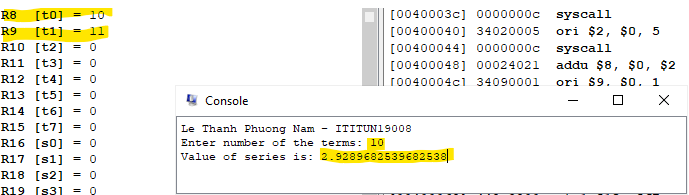 R8  [t0] = 10
R9  [t1] = 11
R10 [t2] = 0
R11 [t3] = 0
R12 [t4] = 0
R13 [t5] = 0
R14 [t6] = 0
R15 [t7] = 0
R16 [s0] = 0
R17 [s1] = 0
R18 [s2] = 0
R19 [s3] = 0
[0040003c] 0000000c  syscall
[00400040] 34020005  ori $2, $0, 5
[00400044] 0000000c  syscall
[00400048] 00024021  addu $8, $0, $2
[0040004c] 34090001  ori $9, $0, 1
Console
Le Thanh Phuong Nam - ITITUN19008
Enter number of the terms: 10
Value of series is: 2.9289682539682538